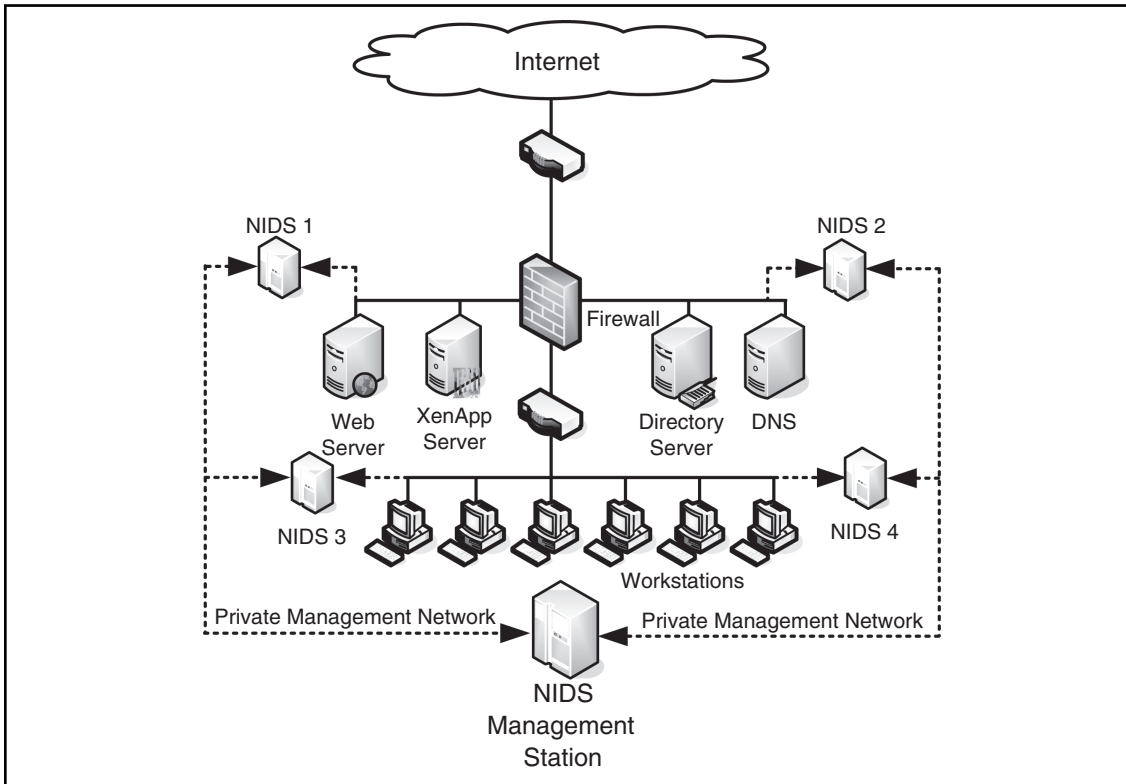 Internet
NIDS 1
NIDS 2
Firewall
Web
Server
XenApp
Server
Directory
Server
DNS
NIDS 3
NIDS 4
Workstations
Private Management Network
Private Management Network
NIDS
Management
Station